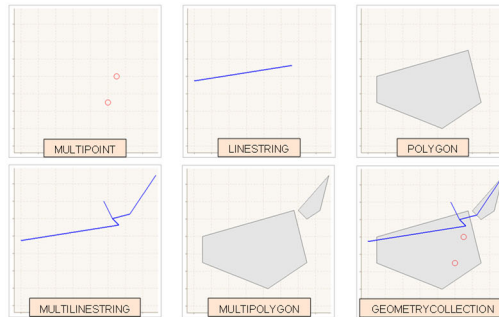 MULTIPOINT
LINESTRING
POLYGON
MULTILINESTRING
MULTIPOLYGON
GEOMETRYCOLLECTION